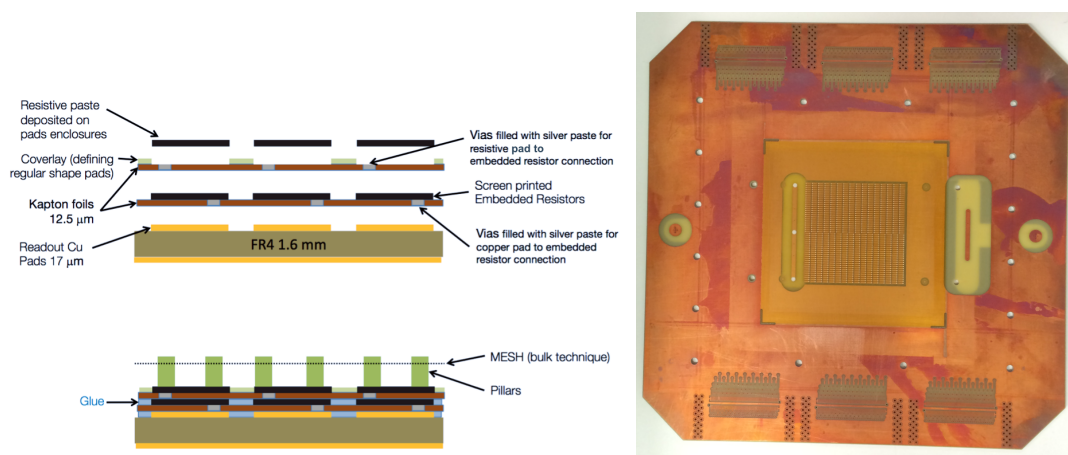 Resistive paste
deposited on
pads enclosures
Coverlay (defining
regular shape pads)
Kapton foils
12.5 μm
Readout Cu
Pads 17 μm
Vias filled with silver paste for
resistive pad to
embedded resistor connection
Screen printed
Embedded Resistors
Vias filled with silver paste for
copper pad to embedded
resistor connection
FR4 1.6 mm
MESH (bulk technique)
Pillars
Glue